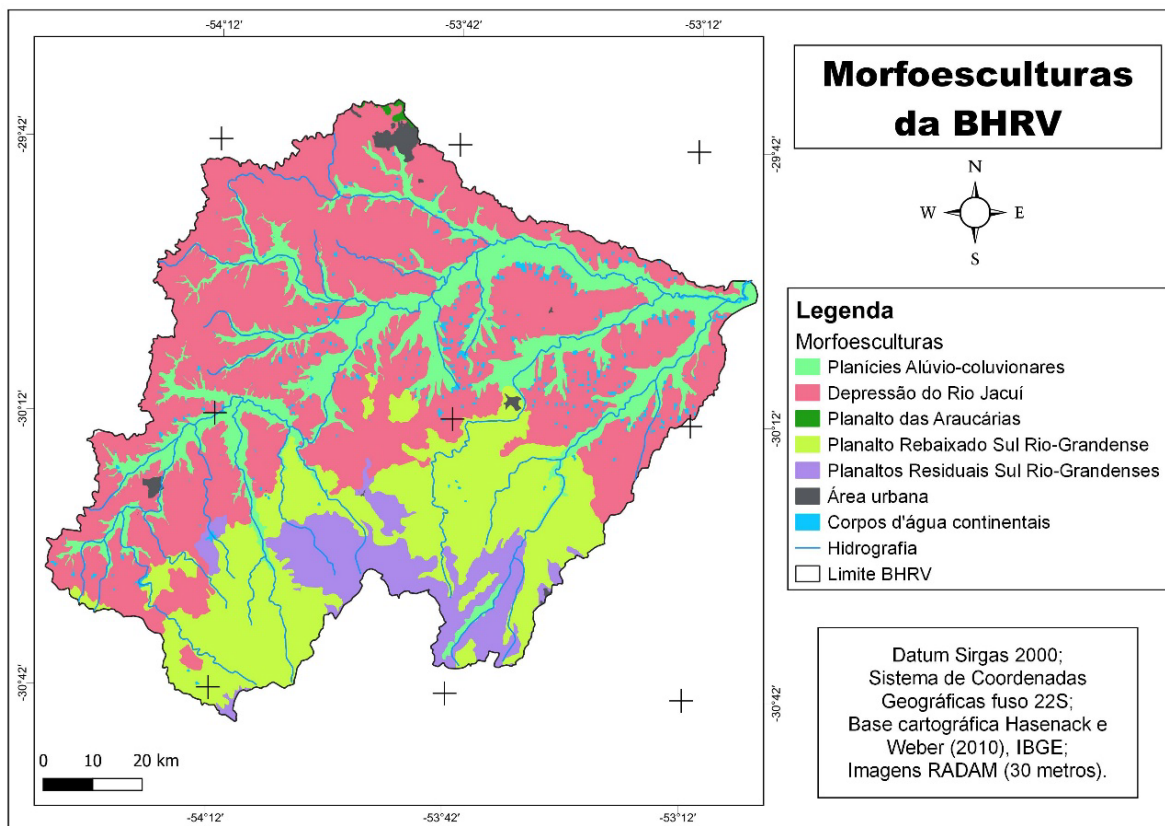 -54°12'
-53°42'
-53°12'
Morfoesculturas
da BHRV
-29°42'
-29°42'
N
W
E
S
Legenda
Morfoesculturas
Planícies Alúvio-coluvionares
Depressão do Rio Jacuí
Planalto das Araucárias
Planalto Rebaixado Sul Rio-Grandense
Planaltos Residuais Sul Rio-Grandenses
Área urbana
Corpos d'água continentais
Hidrografia
Limite BHRV
-30°12'
-30°12'
Datum Sirgas 2000;
Sistema de Coordenadas
Geográficas fuso 22S;
Base cartográfica Hasenack e
Weber (2010), IBGE;
Imagens RADAM (30 metros).
-30°42'
-30°42'
0 10 20 km
-54°12'
-53°42'
-53°12'